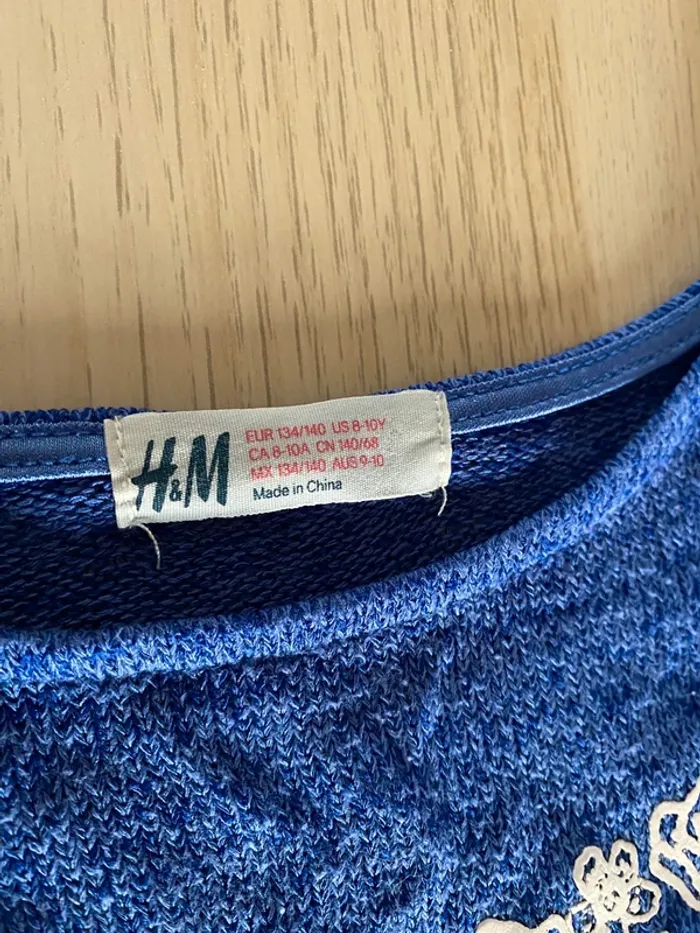 H&M
EUR 134/140 US 8-10Y
CA 8-10A CN 140/68
MX 134/140 AUS 9-10
Made in China